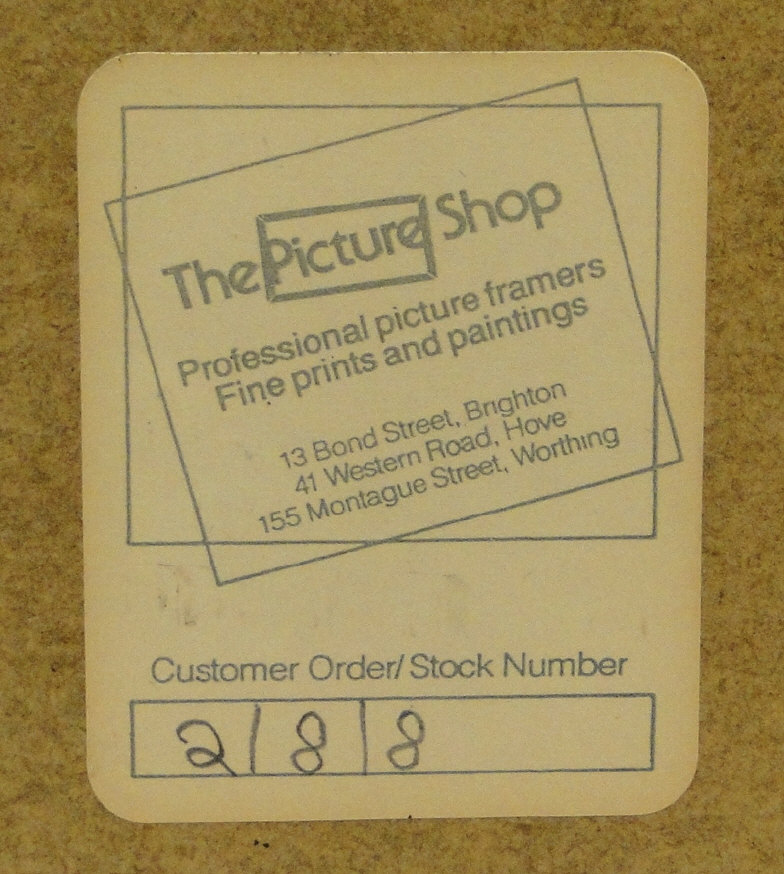 The Picture Shop
Professional picture framers
Fine prints and paintings
13 Bond Street, Brighton
41 Western Road, Hove
155 Montague Street, Worthing
Customer Order/Stock Number
2|8|8